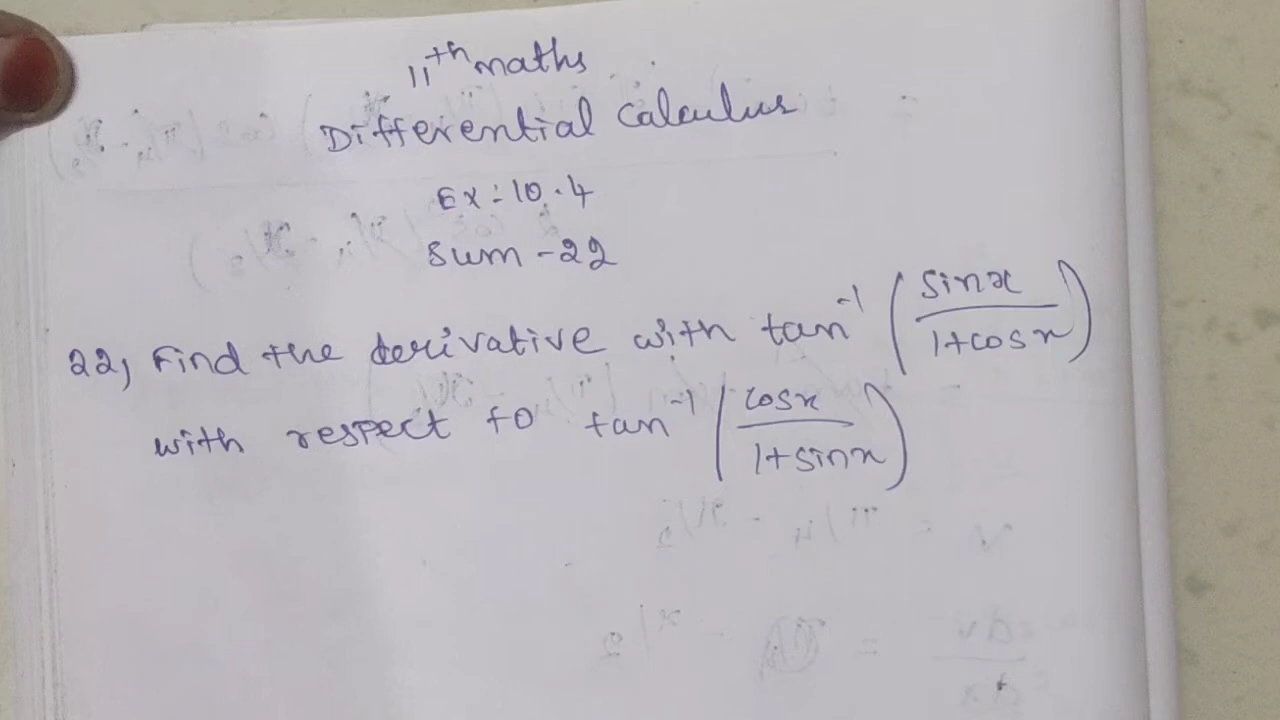 11th maths
Differential Calculus
Ex: 10.4
Sum - 22
22, Find the derivative with tan⁻¹ (sinx / 1+cosx)
with respect to tan⁻¹ (cosx / 1+sinx)